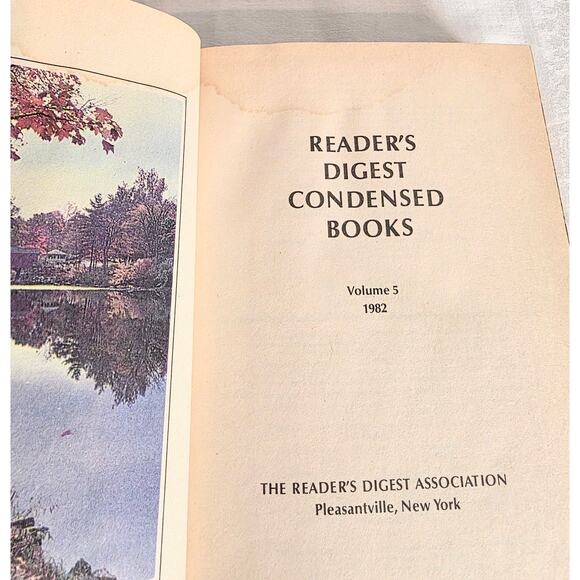 READER'S
DIGEST
CONDENSED
BOOKS
Volume 5
1982
THE READER'S DIGEST ASSOCIATION
Pleasantville, New York